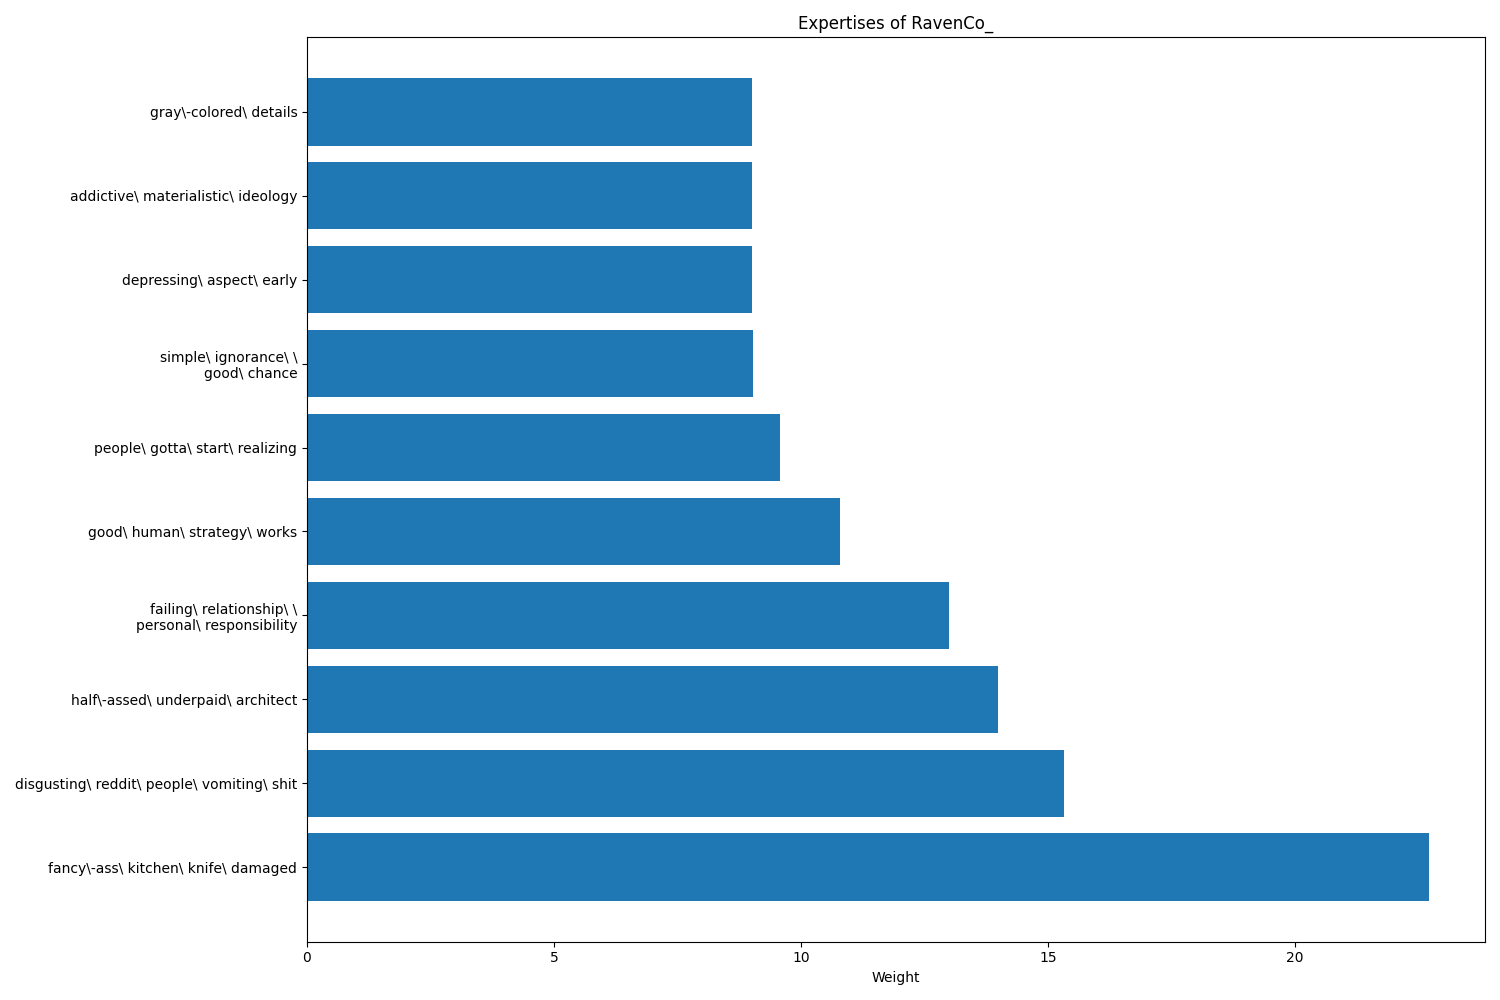 Expertises of RavenCo_
gray\-colored\ details
addictive\ materialistic\ ideology
depressing\ aspect\ early
simple\ ignorance\ \
good\ chance
people\ gotta\ start\ realizing
good\ human\ strategy\ works
failing\ relationship\ \
personal\ responsibility
half\-assed\ underpaid\ architect
disgusting\ reddit\ people\ vomiting\ shit
fancy\-ass\ kitchen\ knife\ damaged
0 5 10 15 20
Weight